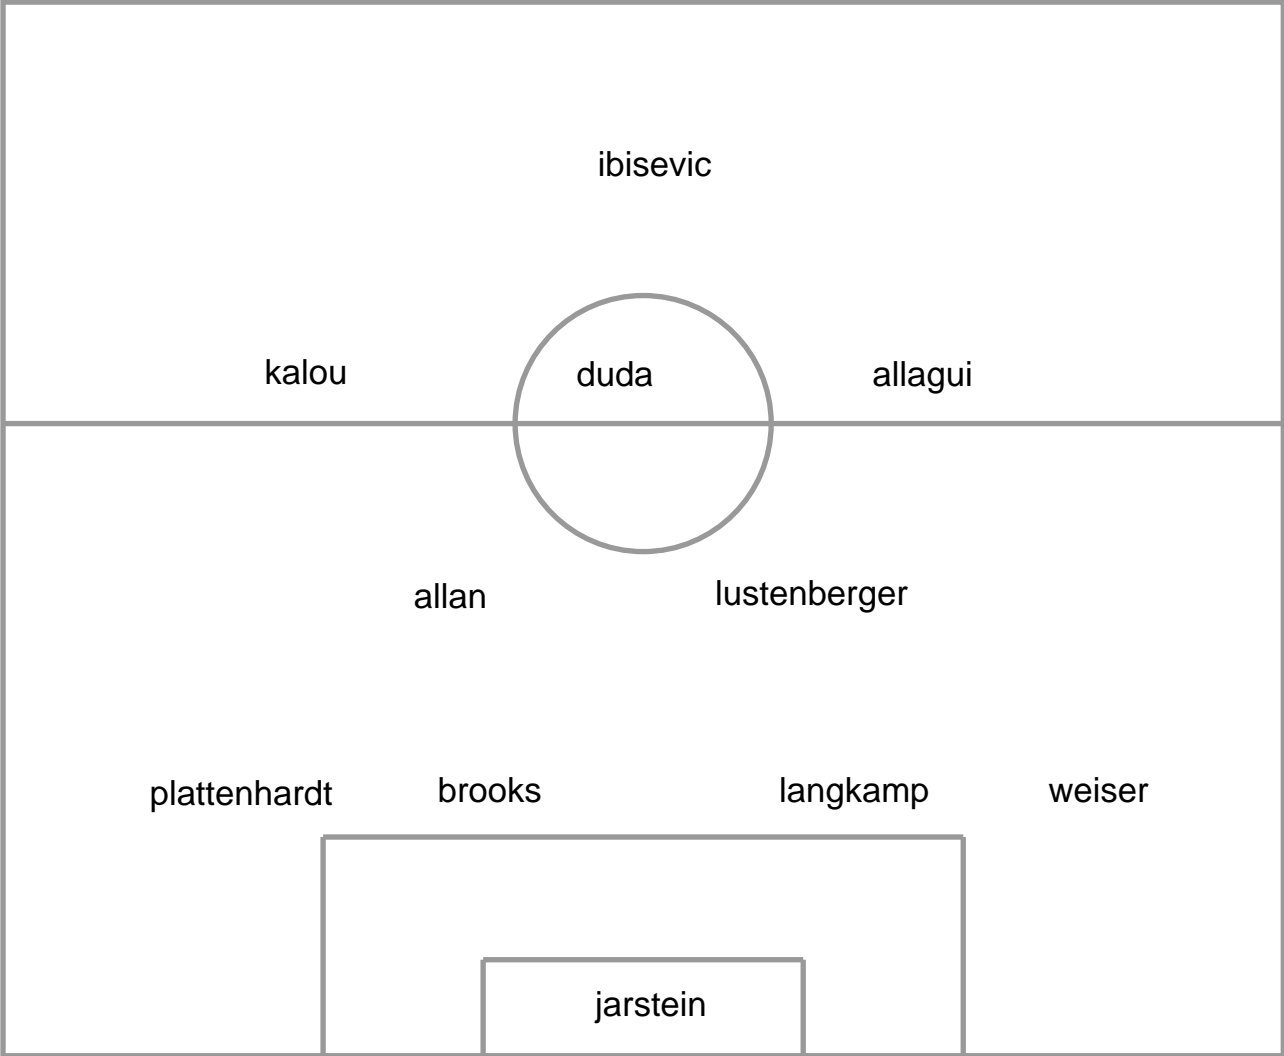 ibisevic
kalou duda allagui
allan lustenberger
plattenhardt brooks langkamp weiser
jarstein